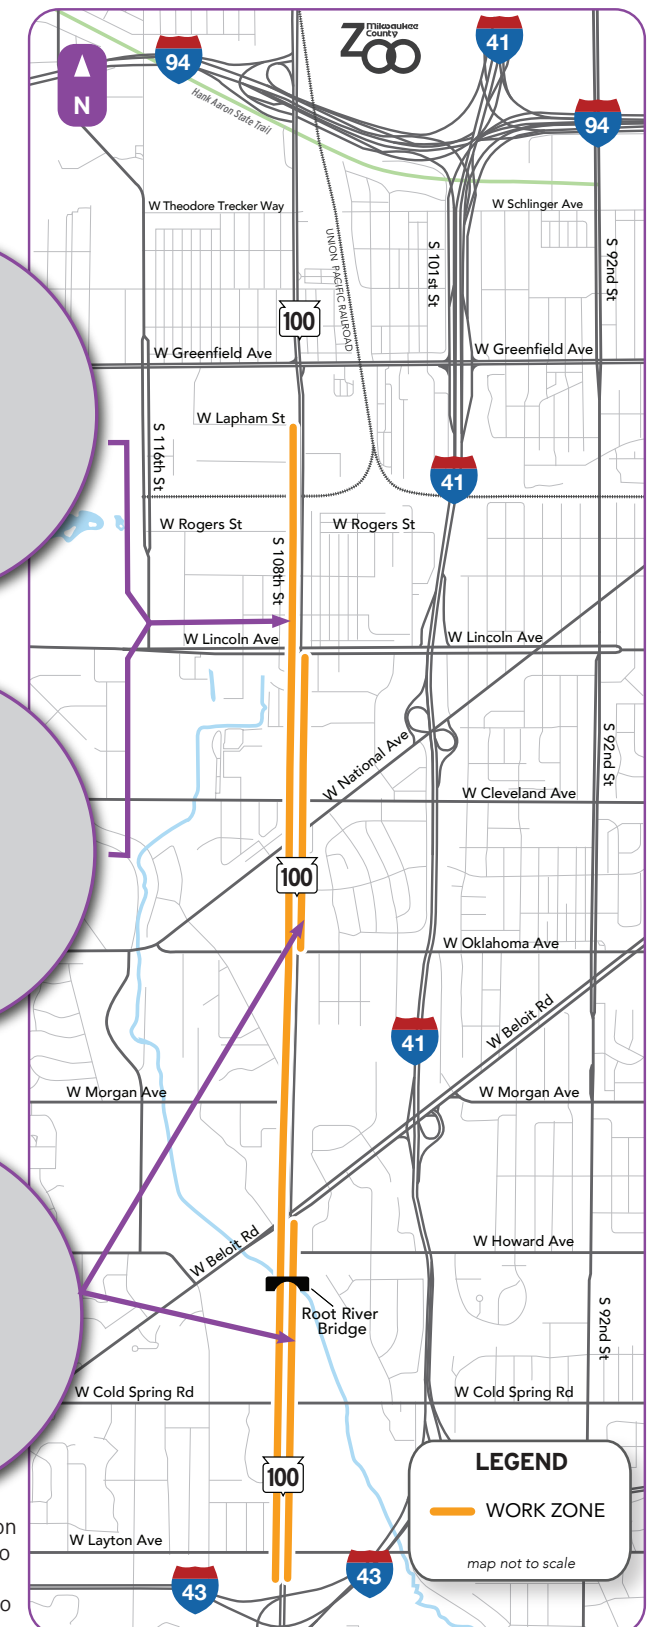 Milwaukee
County
ZOO
41
94
N
94
Hank Aaron State Trail
W Theodore Trecker Way
W Schlinger Ave
UNION PACIFIC RAILROAD
S 101st St
S 92nd St
100
W Greenfield Ave
W Greenfield Ave
W Lapham St
S 116th St
41
W Rogers St
W Rogers St
S 108th St
W Lincoln Ave
W Lincoln Ave
W National Ave
S 92nd St
W Cleveland Ave
100
W Oklahoma Ave
W Beloit Rd
41
W Morgan Ave
W Morgan Ave
W Beloit Rd
W Howard Ave
Root River
Bridge
S 92nd St
W Cold Spring Rd
W Cold Spring Rd
LEGEND
WORK ZONE
map not to scale
100
W Layton Ave
43
43
on
o
o